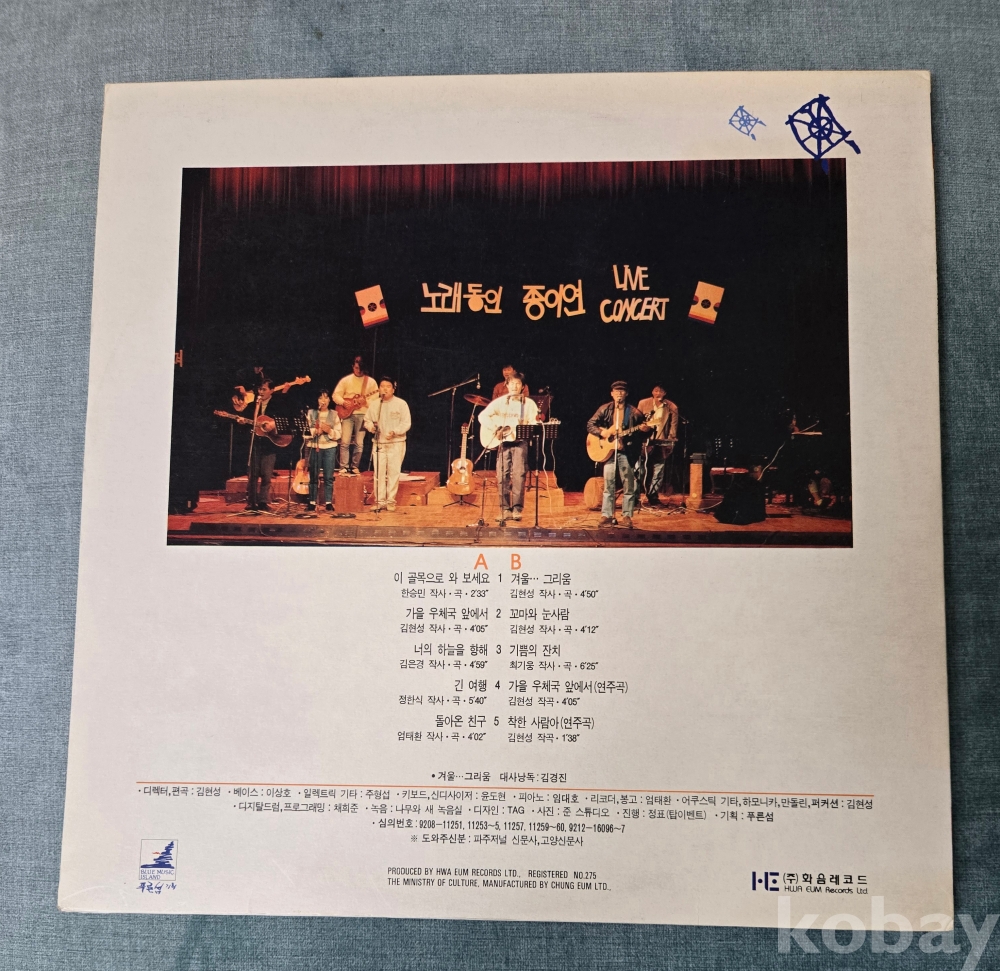 노래동인 종이연 LIVE CONCERT
A B
이 골목으로 와 보세요 1 겨울… 그리움
한승민 작사·곡·2'33" 김현성 작사·곡·4'50"
가을 우체국 앞에서 2 꼬마와 눈사람
김현성 작사·곡·4'05" 김현성 작사·곡·4'12"
너의 하늘을 향해 3 기쁨의 잔치
김은경 작사·곡·4'59" 최기웅 작사·곡·6'25"
긴 여행 4 가을 우체국 앞에서(연주곡)
정한식 작사·곡·5'40" 김현성 작곡·4'05"
돌아온 친구 5 착한 사람아(연주곡)
엄태환 작사·곡·4'02" 김현성 작곡·1'38"
•겨울…그리움 대사낭독:김경진
·디렉터,편곡:김현성 ·베이스:이상호 ·일렉트릭 기타:주형섭 ·키보드,신디사이저:윤도현 ·피아노:임대호 ·리코더,봉고:엄태환 ·어쿠스틱 기타,하모니카,만돌린,퍼커션:김현성
·디지탈드럼,프로그래밍:채희준 ·녹음:나무와 새 녹음실 ·디자인:TAG ·사진:준 스튜디오 ·진행:정표(탑이벤트) ·기획:푸른섬
·심의번호:9208-11251, 11253~5, 11257, 11259~60, 9212-16096~7
※ 도와주신분:파주저널 신문사,고양신문사
BLUE MUSIC
ISLAND
푸른섬
PRODUCED BY HWA EUM RECORDS LTD., REGISTERED NO.275
THE MINISTRY OF CULTURE, MANUFACTURED BY CHUNG EUM LTD.,
HE (주)화음레코드
HWA EUM Records Ltd.
kobay